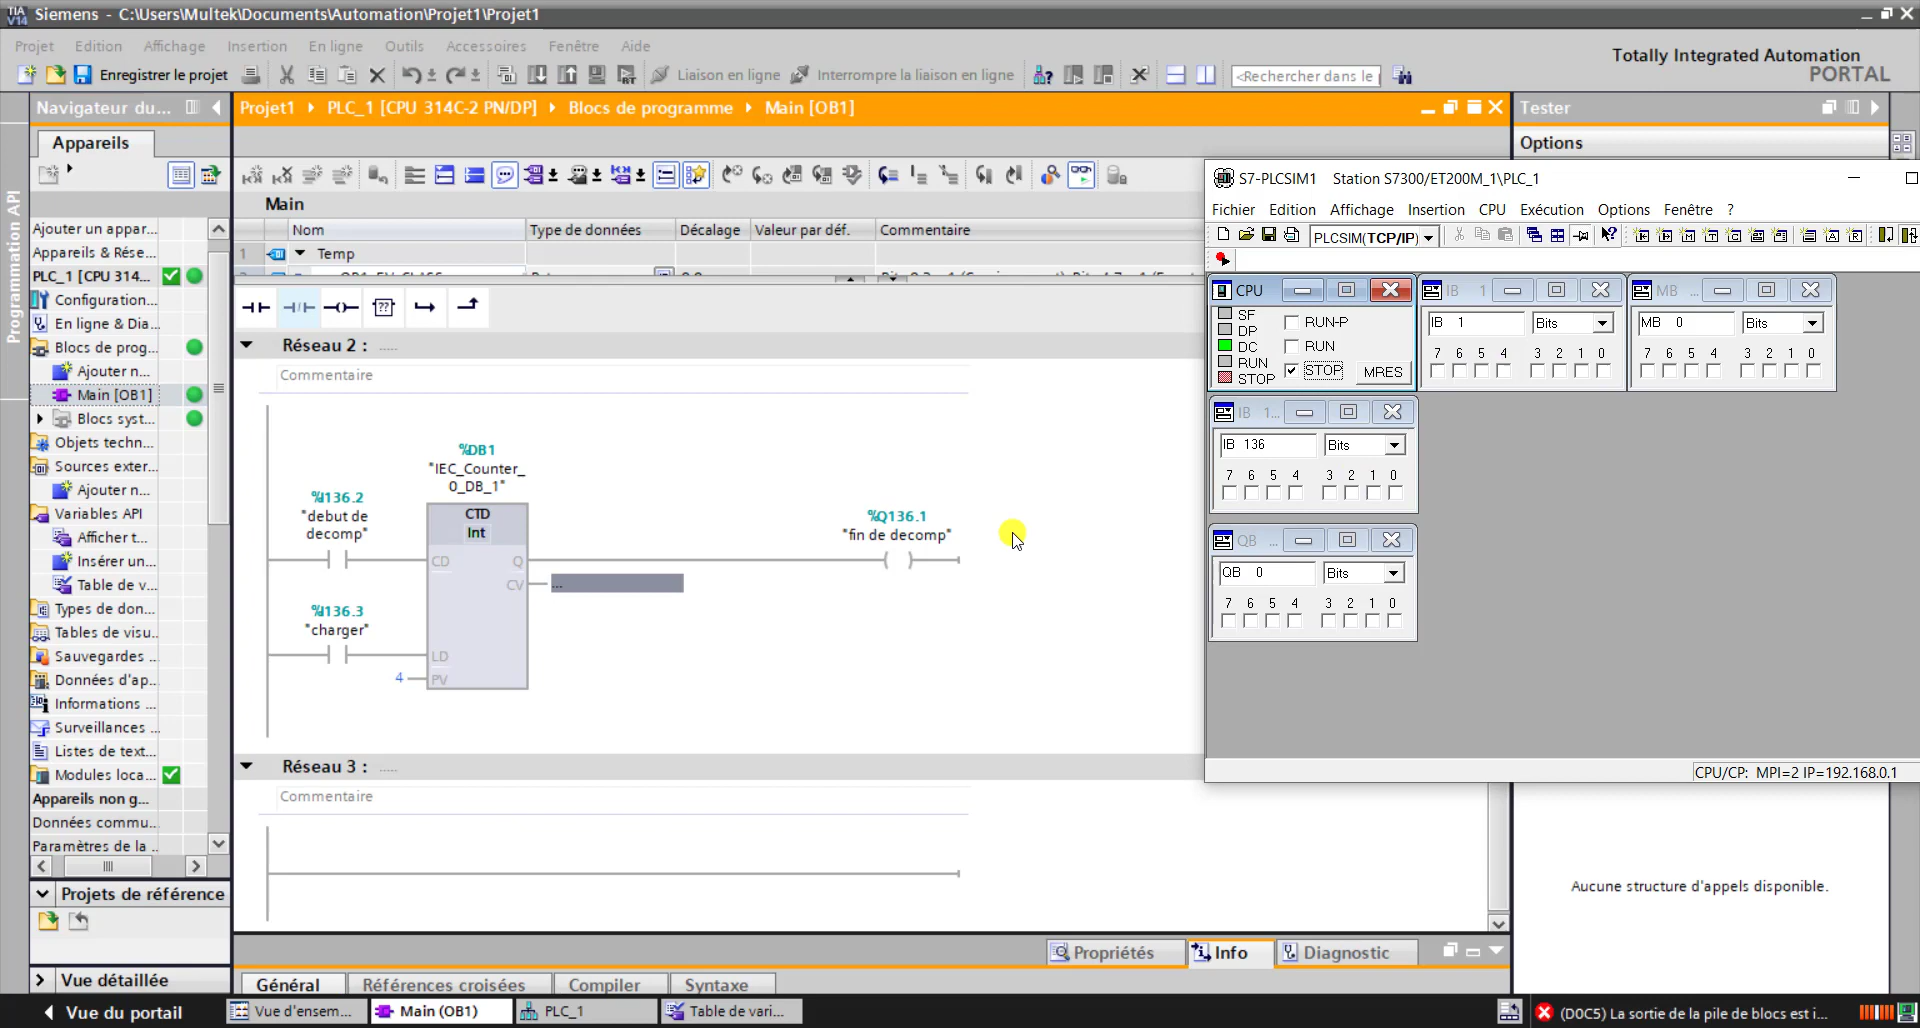 Siemens - C:\Users\Multek\Documents\Automation\Projet1\Projet1
Projet Edition Affichage Insertion En ligne Outils Accessoires Fenêtre Aide
Enregistrer le projet
Liaison en ligne
Interrompre la liaison en ligne
<Rechercher dans le p
Totally Integrated Automation
PORTAL
Navigateur du...
Projet1 PLC_1 [CPU 314C-2 PN/DP] Blocs de programme Main [OB1]
Tester
Appareils
Options
Programmation API
Main
Nom Type de données Décalage Valeur par déf. Commentaire
1 Temp
Ajouter un appar...
Appareils & Rése...
PLC_1 [CPU 314...
Configuration...
En ligne & Dia...
Blocs de prog...
Ajouter n...
Main [OB1]
Blocs syst...
Objets techn...
Sources exter...
Ajouter n...
Variables API
Afficher t...
Insérer un...
Table de v...
Types de don...
Tables de visu...
Sauvegardes ...
Données d'ap...
Informations ...
Surveillances ...
Listes de text...
Modules loca...
Appareils non g...
Données commu...
Paramètres de la ...
Projets de référence
Vue détaillée
Réseau 2 : .....
Commentaire
%DB1
"IEC_Counter_
0_DB_1"
%I136.2
"debut de
decomp"
CTD
Int
CD Q
CV ...
%Q136.1
"fin de decomp"
%I136.3
"charger"
LD
4 PV
Réseau 3 : .....
Commentaire
S7-PLCSIM1 Station S7300/ET200M_1\PLC_1
Fichier Edition Affichage Insertion CPU Exécution Options Fenêtre ?
PLCSIM(TCP/IP)
CPU
SF
DP
DC
RUN
STOP
RUN-P
RUN
STOP
MRES
IB 1
IB 1 Bits
7 6 5 4 3 2 1 0
MB ...
MB 0 Bits
7 6 5 4 3 2 1 0
IB 1...
IB 136 Bits
7 6 5 4 3 2 1 0
QB ...
QB 0 Bits
7 6 5 4 3 2 1 0
CPU/CP: MPI=2 IP=192.168.0.1
Aucune structure d'appels disponible.
Propriétés Info Diagnostic
Général Références croisées Compiler Syntaxe
Vue du portail
Vue d'ensem...
Main (OB1)
PLC_1
Table de vari...
(D0C5) La sortie de la pile de blocs est i...